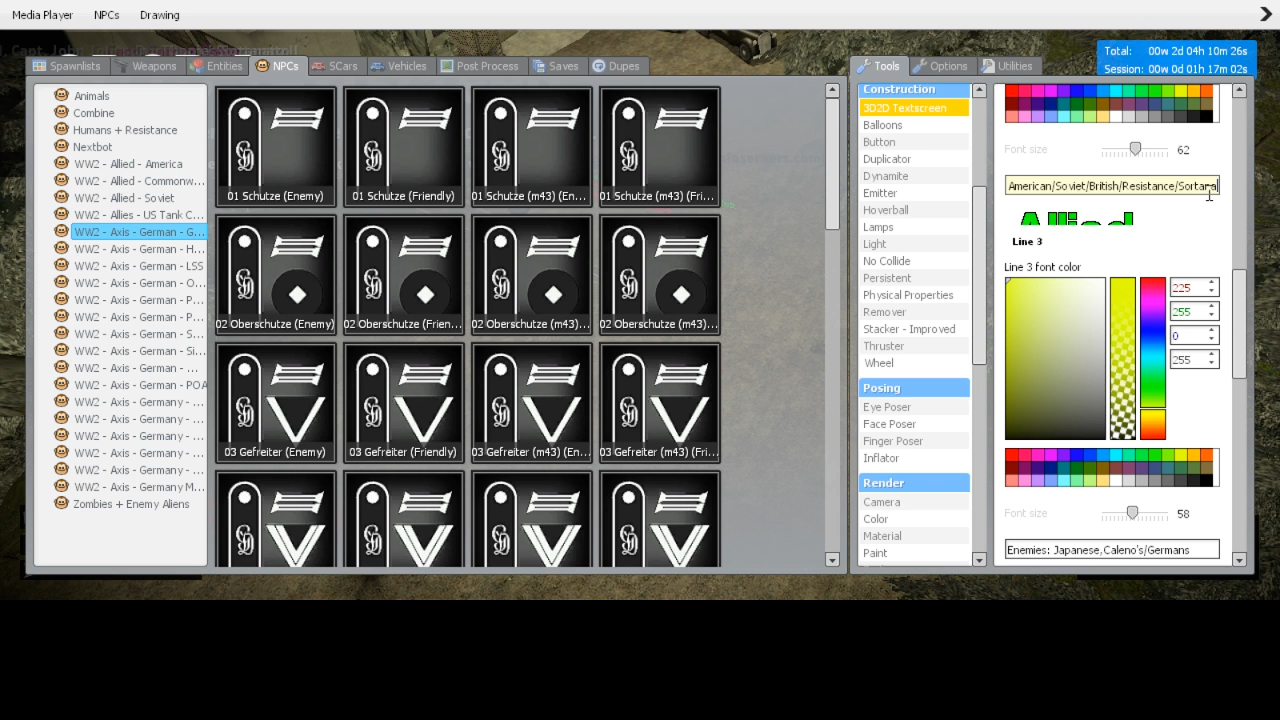 Media Player NPCs Drawing
Total: 00w 2d 04h 10m 26s
Session: 00w 0d 01h 17m 02s
Spawnlists Weapons Entities NPCs SCars Vehicles Post Process Saves Dupes
Tools Options Utilities
Animals
Combine
Humans + Resistance
Nextbot
WW2 - Allied - America
WW2 - Allied - Commonw...
WW2 - Allied - Soviet
WW2 - Allies - US Tank C...
WW2 - Axis - German - G...
WW2 - Axis - German - H...
WW2 - Axis - German - LSS
WW2 - Axis - German - O...
WW2 - Axis - German - P...
WW2 - Axis - German - P...
WW2 - Axis - German - S...
WW2 - Axis - German - Si...
WW2 - Axis - German - ...
WW2 - Axis - German - POA
WW2 - Axis - Germany - ...
WW2 - Axis - Germany - ...
WW2 - Axis - Germany - ...
WW2 - Axis - Germany - ...
WW2 - Axis - Germany - ...
WW2 - Axis - Germany M...
Zombies + Enemy Aliens
01 Schutze (Enemy) 01 Schutze (Friendly) 01 Schutze (m43) (En... 01 Schutze (m43) (Fri...
02 Oberschutze (Enemy) 02 Oberschutze (Frien... 02 Oberschutze (m43)... 02 Oberschutze (m43)...
03 Gefreiter (Enemy) 03 Gefreiter (Friendly) 03 Gefreiter (m43) (En... 03 Gefreiter (m43) (Fri...
Construction
3D2D Textscreen
Balloons
Button
Duplicator
Dynamite
Emitter
Hoverball
Lamps
Light
No Collide
Persistent
Physical Properties
Remover
Stacker - Improved
Thruster
Wheel
Posing
Eye Poser
Face Poser
Finger Poser
Inflator
Render
Camera
Color
Material
Paint
Font size 62
American/Soviet/British/Resistance/Sortana
Allied
Line 3
Line 3 font color
225
255
0
255
Font size 58
Enemies: Japanese,Caleno's/Germans